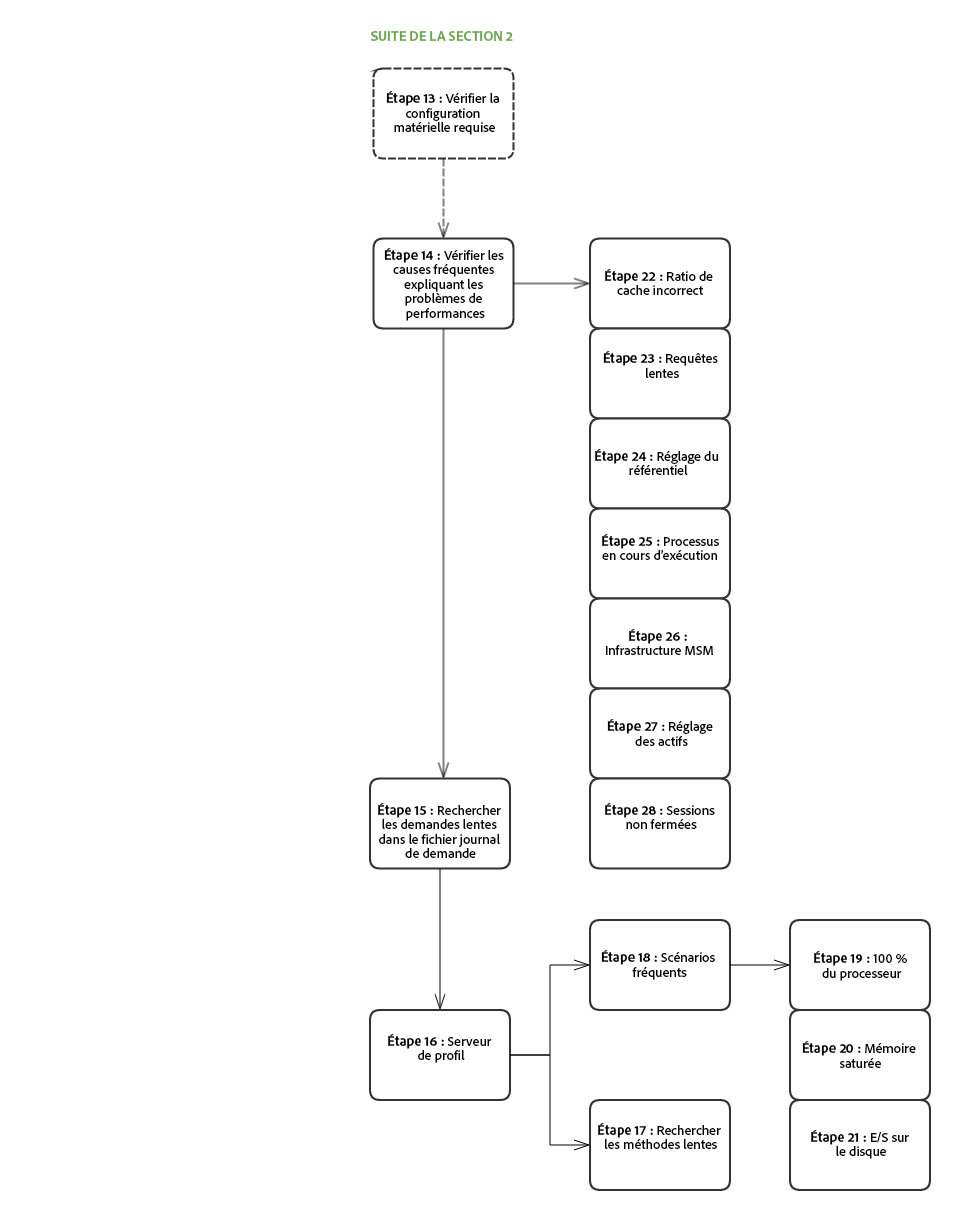 SUITE DE LA SECTION 2
Étape 13 : Vérifier la
configuration
matérielle requise
Étape 14 : Vérifier les
causes fréquentes
expliquant les
problèmes de
performances
Étape 22 : Ratio de
cache incorrect
Étape 23 : Requêtes
lentes
Étape 24 : Réglage du
référentiel
Étape 25 : Processus
en cours d’exécution
Étape 26 :
Infrastructure MSM
Étape 27 : Réglage
des actifs
Étape 28 : Sessions
non fermées
Étape 15 : Rechercher
les demandes lentes
dans le fichier journal
de demande
Étape 16 : Serveur
de profil
Étape 18 : Scénarios
fréquents
Étape 17 : Rechercher
les méthodes lentes
Étape 19 : 100 %
du processeur
Étape 20 : Mémoire
saturée
Étape 21 : E/S sur
le disque